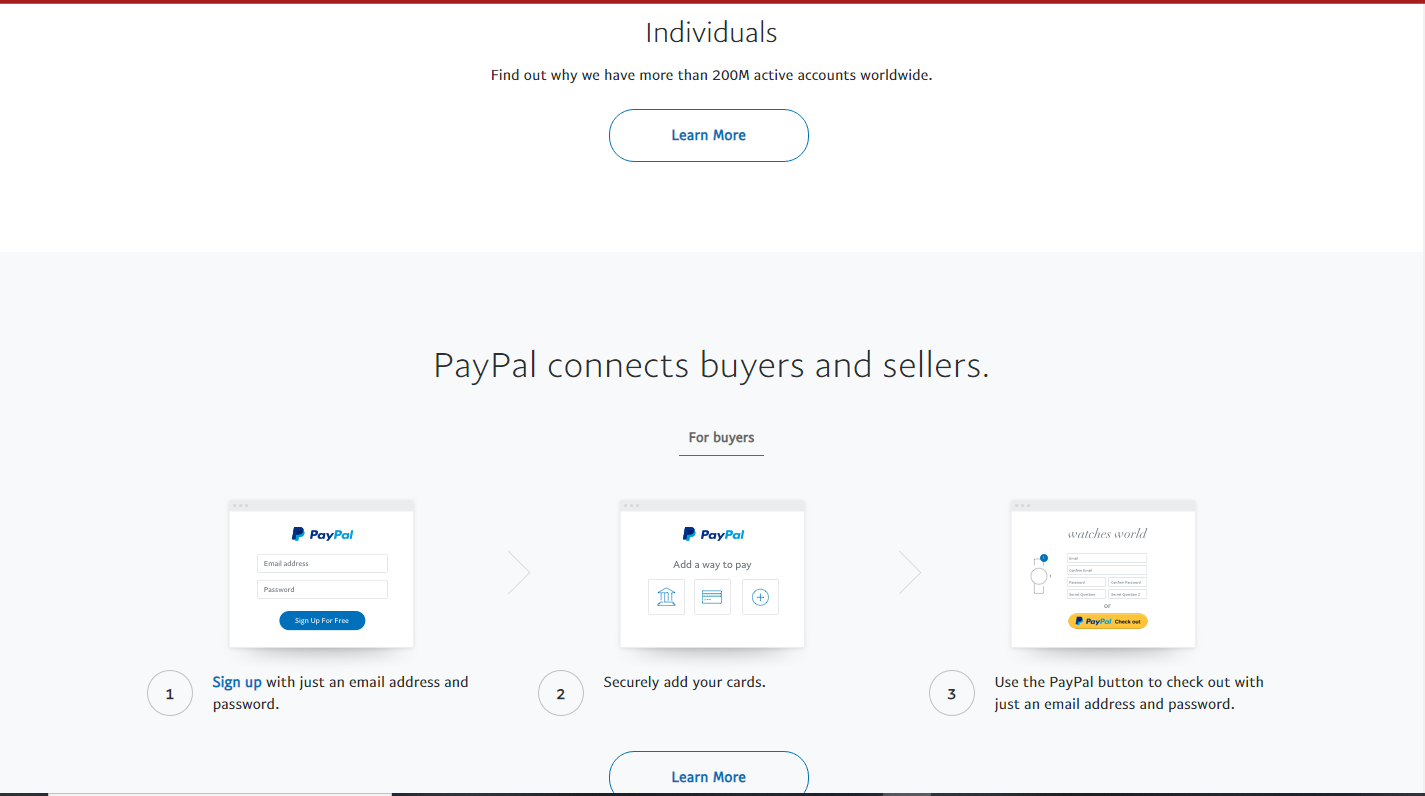 Individuals
Find out why we have more than 200M active accounts worldwide.
Learn More
PayPal connects buyers and sellers.
For buyers
PayPal
Email address
Password
Sign Up For Free
1
Sign up with just an email address and
password.
PayPal
Add a way to pay
2
Securely add your cards.
watches world
Email
Confirm Email
Password
Confirm Password
Secret Question
Secret Question 2
or
PayPal Check out
3
Use the PayPal button to check out with
just an email address and password.
Learn More